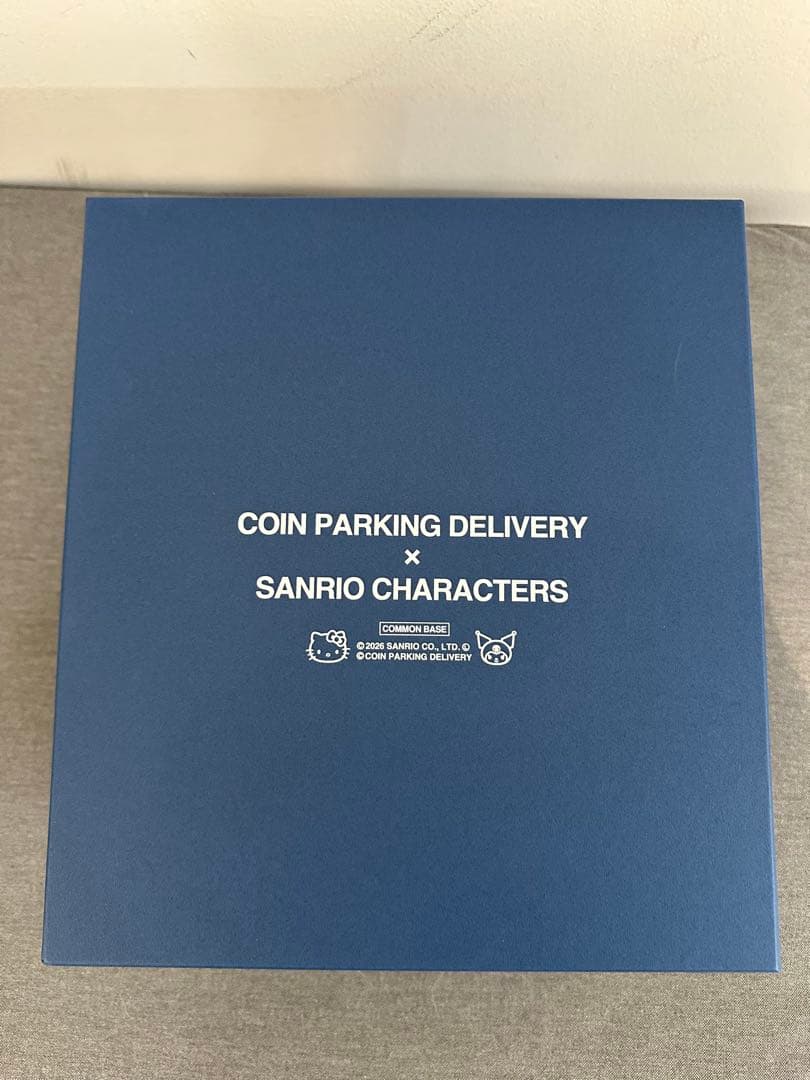 COIN PARKING DELIVERY
×
SANRIO CHARACTERS
COMMON BASE
©2026 SANRIO CO., LTD. Ⓛ
©COIN PARKING DELIVERY